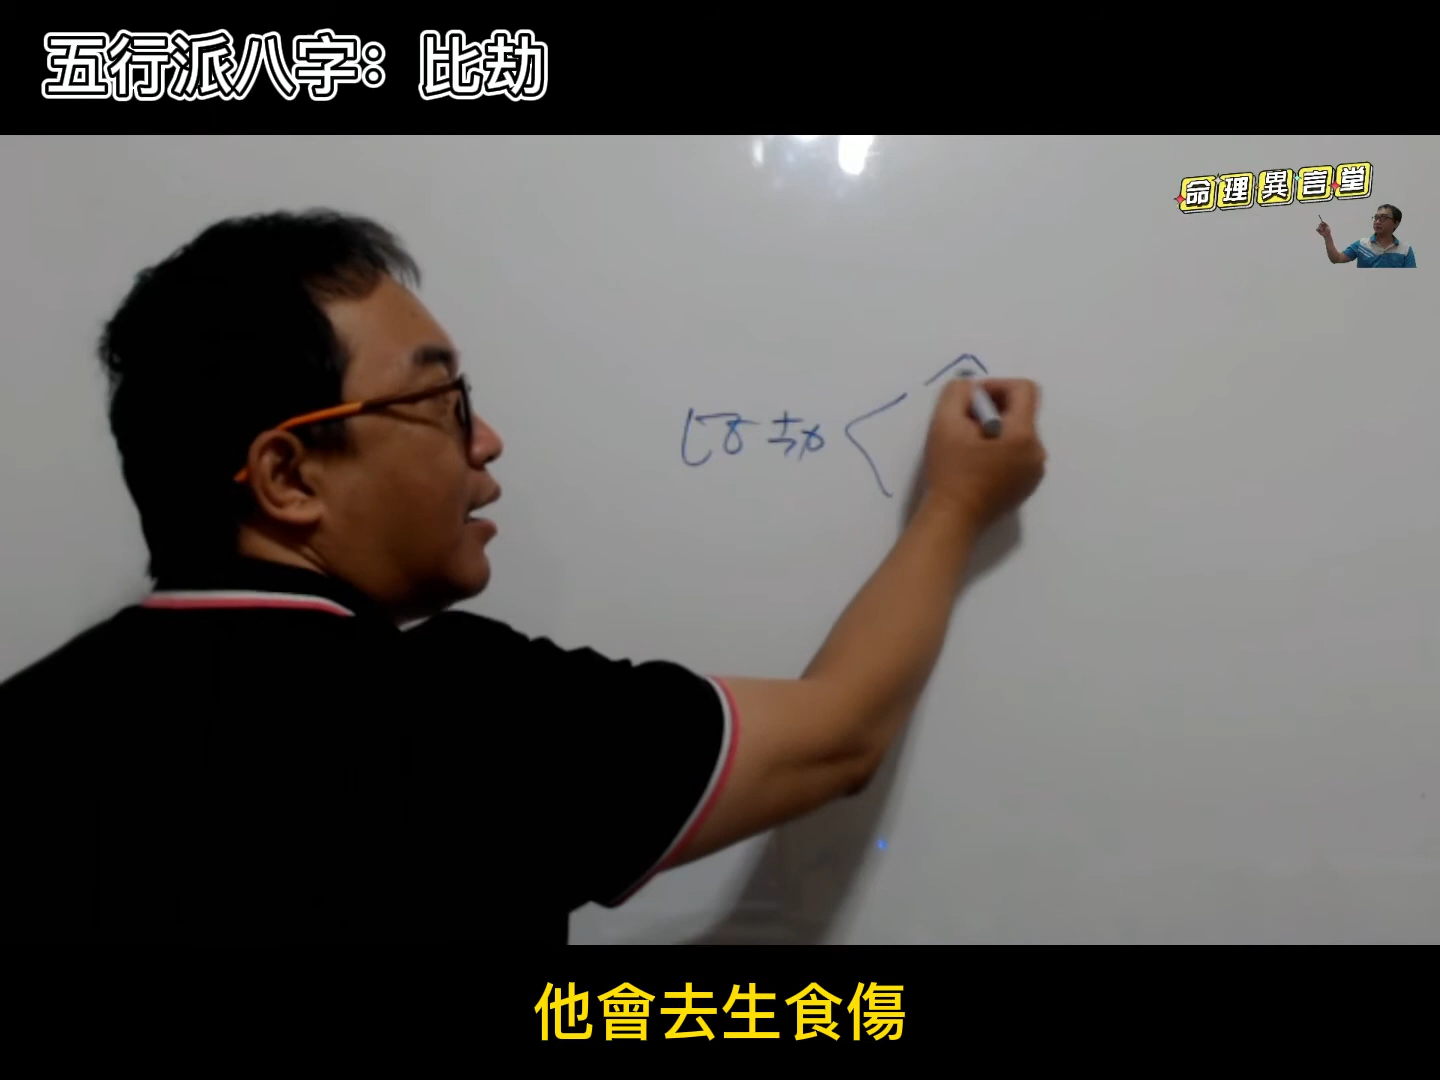 五行派八字：比劫
命理異言堂
比劫
他會去生食傷